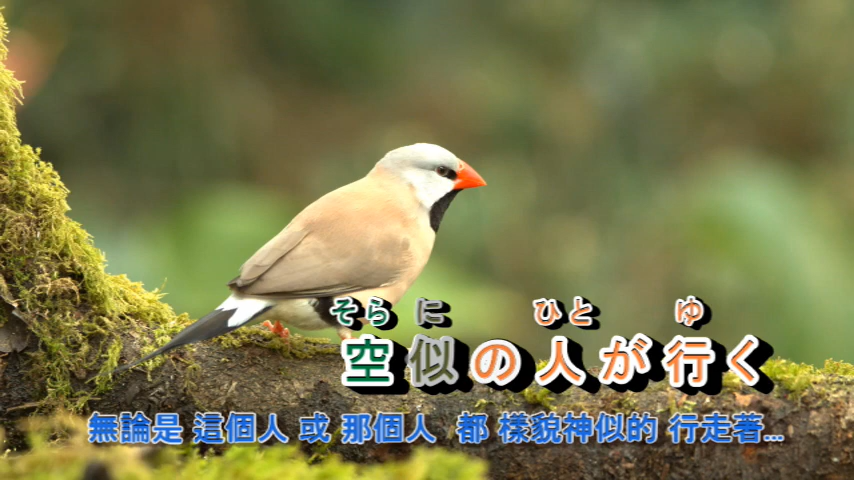 そら に ひと ゆ
空似の人が行く
無論是 這個人 或 那個人 都 樣貌神似的 行走著...